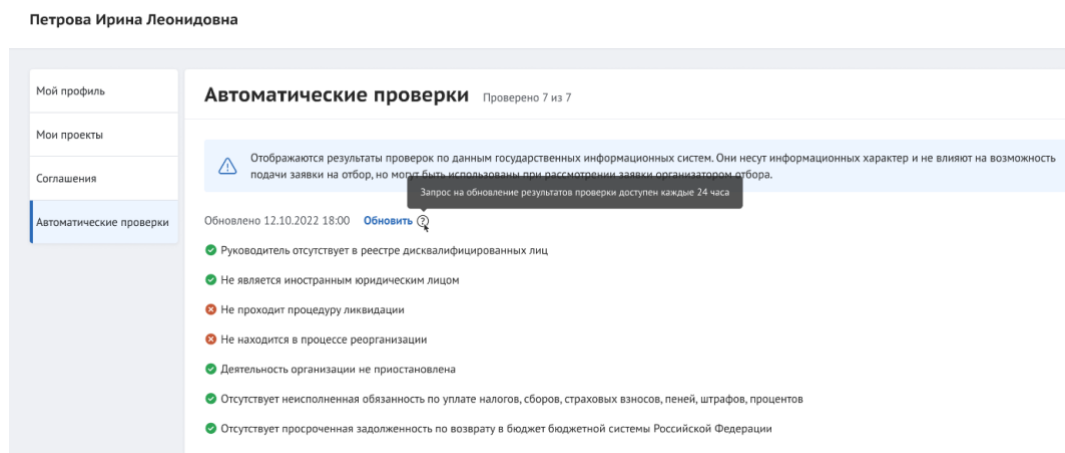 Петрова Ирина Леонидовна
Мой профиль
Мои проекты
Соглашения
Автоматические проверки
Автоматические проверки Проверено 7 из 7
Отображаются результаты проверок по данным государственных информационных систем. Они несут информационных характер и не влияют на возможность
подачи заявки на отбор, но могут быть использованы при рассмотрении заявки организатором отбора.
Запрос на обновление результатов проверки доступен каждые 24 часа
Обновлено 12.10.2022 18:00 Обновить ?
Руководитель отсутствует в реестре дисквалифицированных лиц
Не является иностранным юридическим лицом
Не проходит процедуру ликвидации
Не находится в процессе реорганизации
Деятельность организации не приостановлена
Отсутствует неисполненная обязанность по уплате налогов, сборов, страховых взносов, пеней, штрафов, процентов
Отсутствует просроченная задолженность по возврату в бюджет бюджетной системы Российской Федерации